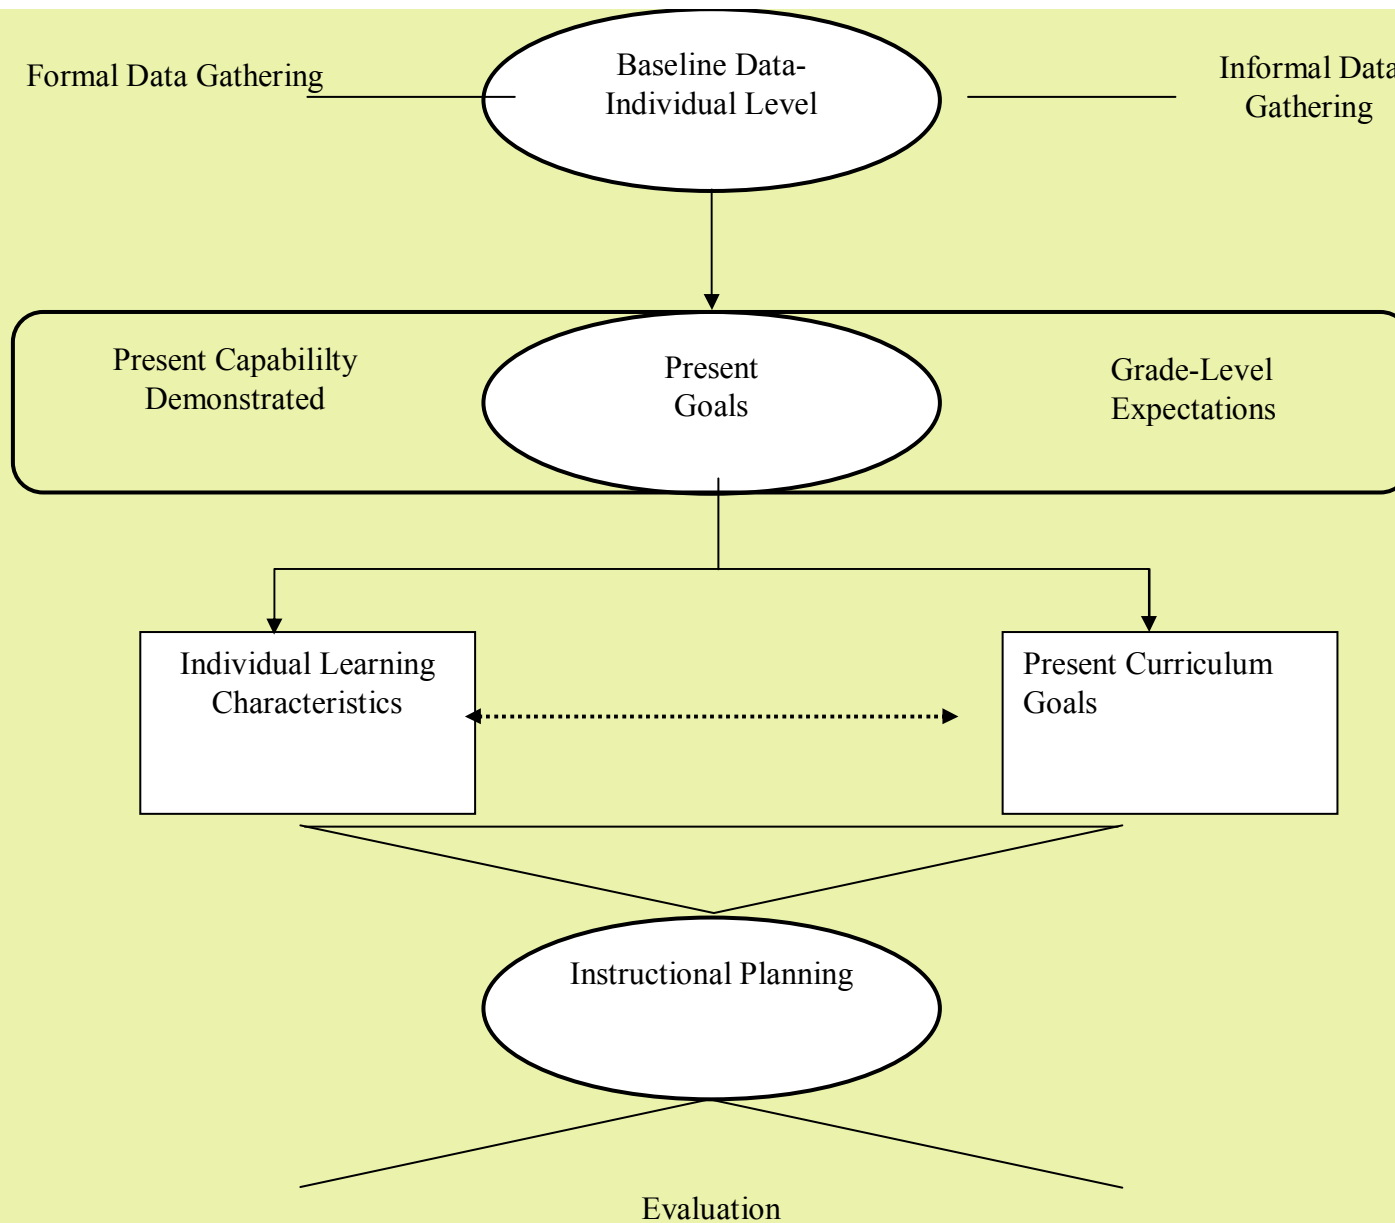 Formal Data Gathering
Baseline Data-
Individual Level
Informal Data
Gathering
Present Capabililty
Demonstrated
Present
Goals
Grade-Level
Expectations
Individual Learning
Characteristics
Present Curriculum
Goals
Instructional Planning
Evaluation